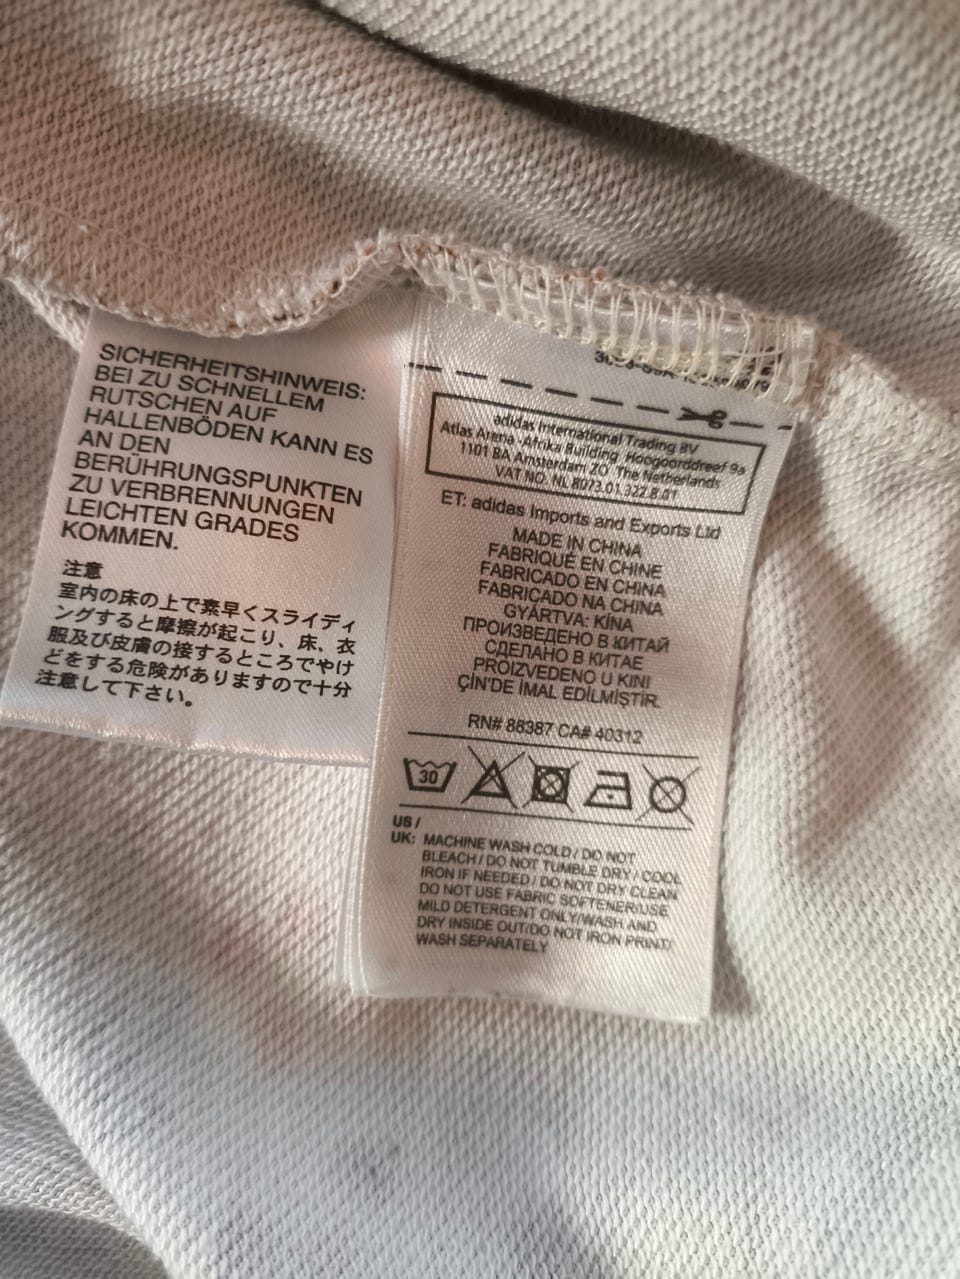 SICHERHEITSHINWEIS:
BEI ZU SCHNELLEM
RUTSCHEN AUF
HALLENBÖDEN KANN ES
AN DEN
BERÜHRUNGSPUNKTEN
ZU VERBRENNUNGEN
LEICHTEN GRADES
KOMMEN.
注意
室内の床の上で素早くスライディ
ングすると摩擦が起こり、床、衣
服及び皮膚の接するところでやけ
どをする危険がありますので十分
注意して下さい。
adidas International Trading BV
Atlas Arena -Afrika Building Hoogoorddreef 9a
1101 BA Amsterdam ZO The Netherlands
VAT NO. NL 8073.01.322.B.01
ET: adidas Imports and Exports Ltd
MADE IN CHINA
FABRIQUÉ EN CHINE
FABRICADO EN CHINA
FABRICADO NA CHINA
GYÁRTVA: KÍNA
ПРОИЗВЕДЕНО В КИТАЙ
СДЕЛАНО В КИТАЕ
PROIZVEDENO U KINI
ÇİN'DE İMAL EDİLMİŞTİR.
RN# 88387 CA# 40312
30
US /
UK: MACHINE WASH COLD / DO NOT
BLEACH / DO NOT TUMBLE DRY / COOL
IRON IF NEEDED / DO NOT DRY CLEAN
DO NOT USE FABRIC SOFTENER/USE
MILD DETERGENT ONLY/WASH AND
DRY INSIDE OUT/DO NOT IRON PRINT/
WASH SEPARATELY